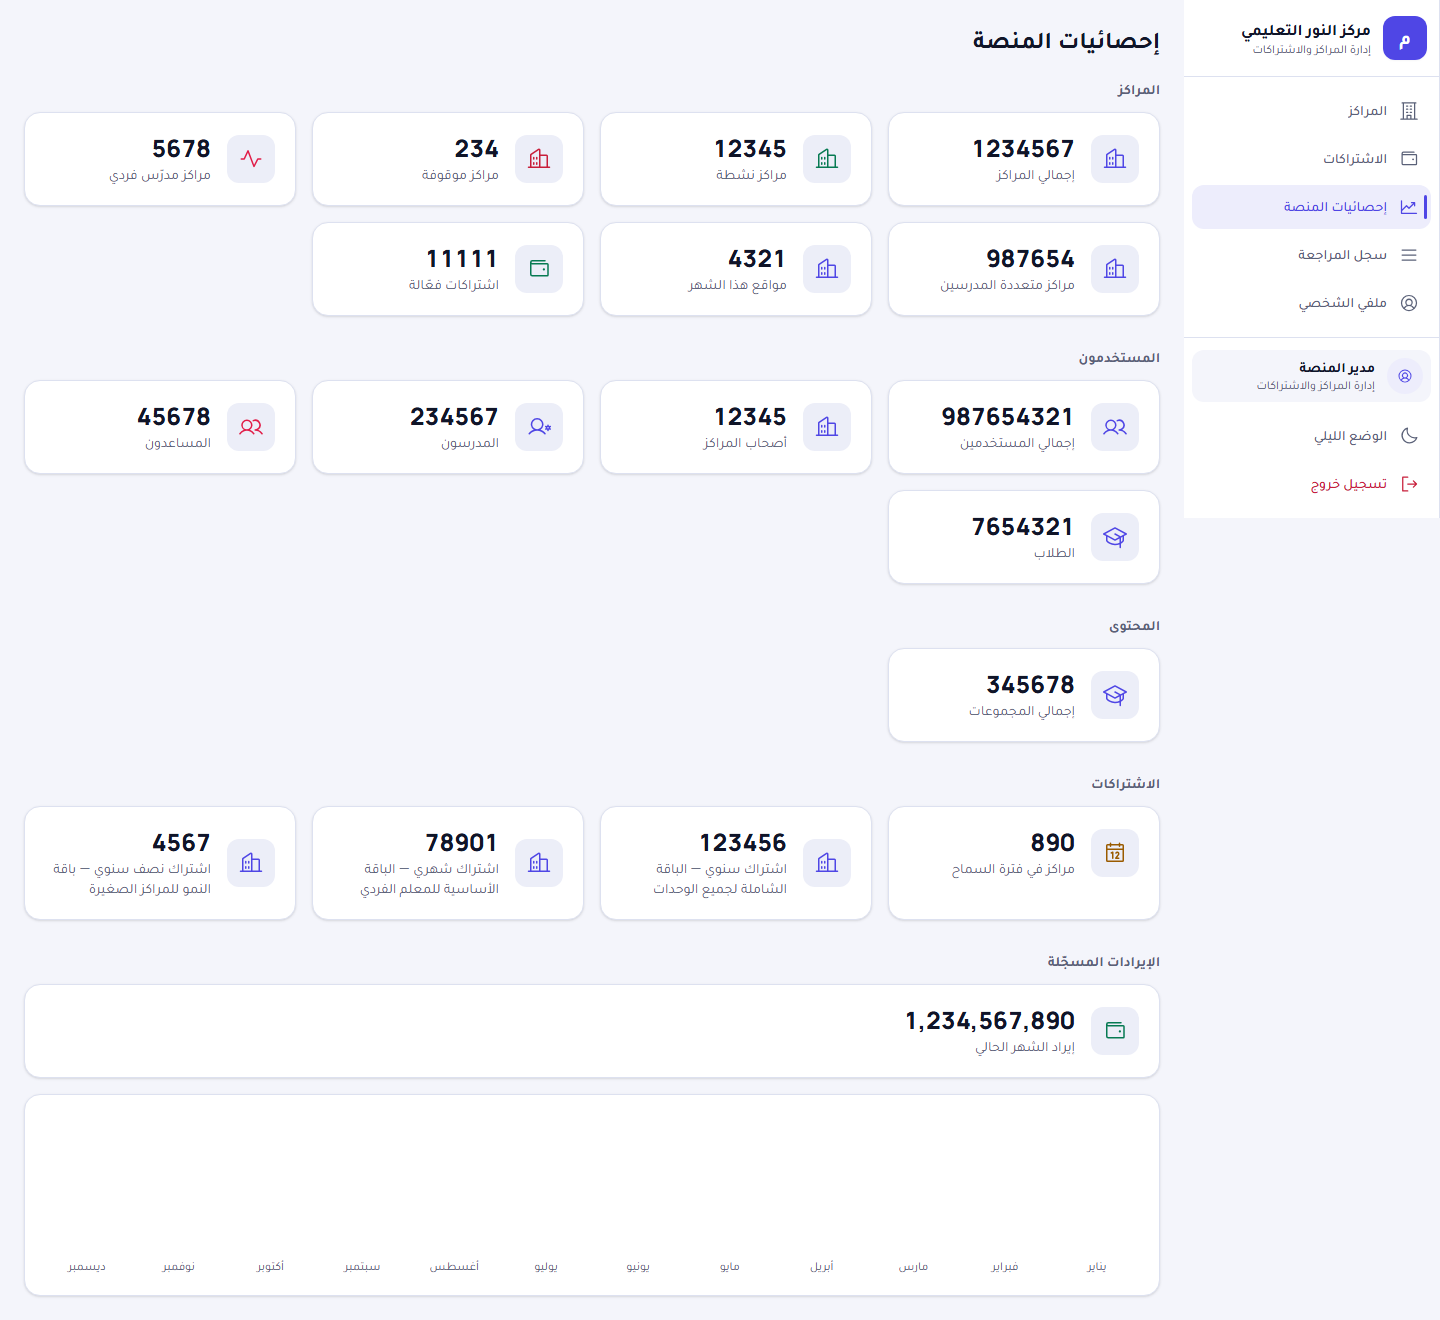 م
مركز النور التعليمي
إدارة المراكز والاشتراكات
المراكز
الاشتراكات
إحصائيات المنصة
سجل المراجعة
ملفي الشخصي
مدير المنصة
إدارة المراكز والاشتراكات
الوضع الليلي
تسجيل خروج
إحصائيات المنصة
المراكز
1234567
إجمالي المراكز
12345
مراكز نشطة
234
مراكز موقوفة
5678
مراكز مدرّس فردي
987654
مراكز متعددة المدرسين
4321
مواقع هذا الشهر
11111
اشتراكات فعّالة
المستخدمون
987654321
إجمالي المستخدمين
12345
أصحاب المراكز
234567
المدرسون
45678
المساعدون
7654321
الطلاب
المحتوى
345678
إجمالي المجموعات
الاشتراكات
890
مراكز في فترة السماح
123456
اشتراك سنوي — الباقة
الشاملة لجميع الوحدات
78901
اشتراك شهري — الباقة
الأساسية للمعلم الفردي
4567
اشتراك نصف سنوي — باقة
النمو للمراكز الصغيرة
الإيرادات المسجّلة
1,234,567,890
إيراد الشهر الحالي
يناير فبراير مارس أبريل مايو يونيو يوليو أغسطس سبتمبر أكتوبر نوفمبر ديسمبر